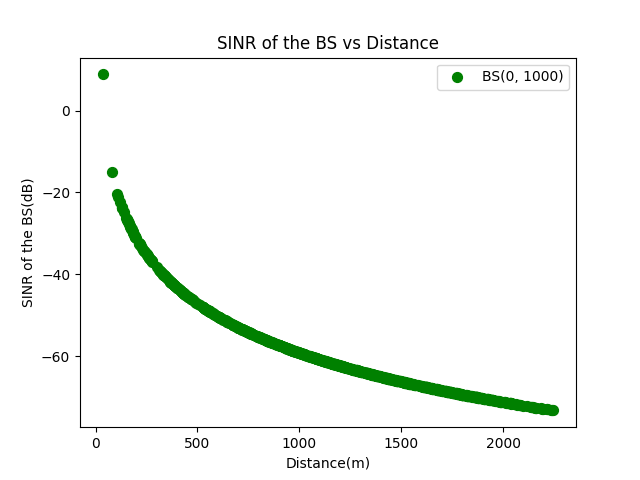 SINR of the BS vs Distance
BS(0, 1000)
SINR of the BS(dB)
0
−20
−40
−60
0
500
1000
1500
2000
Distance(m)